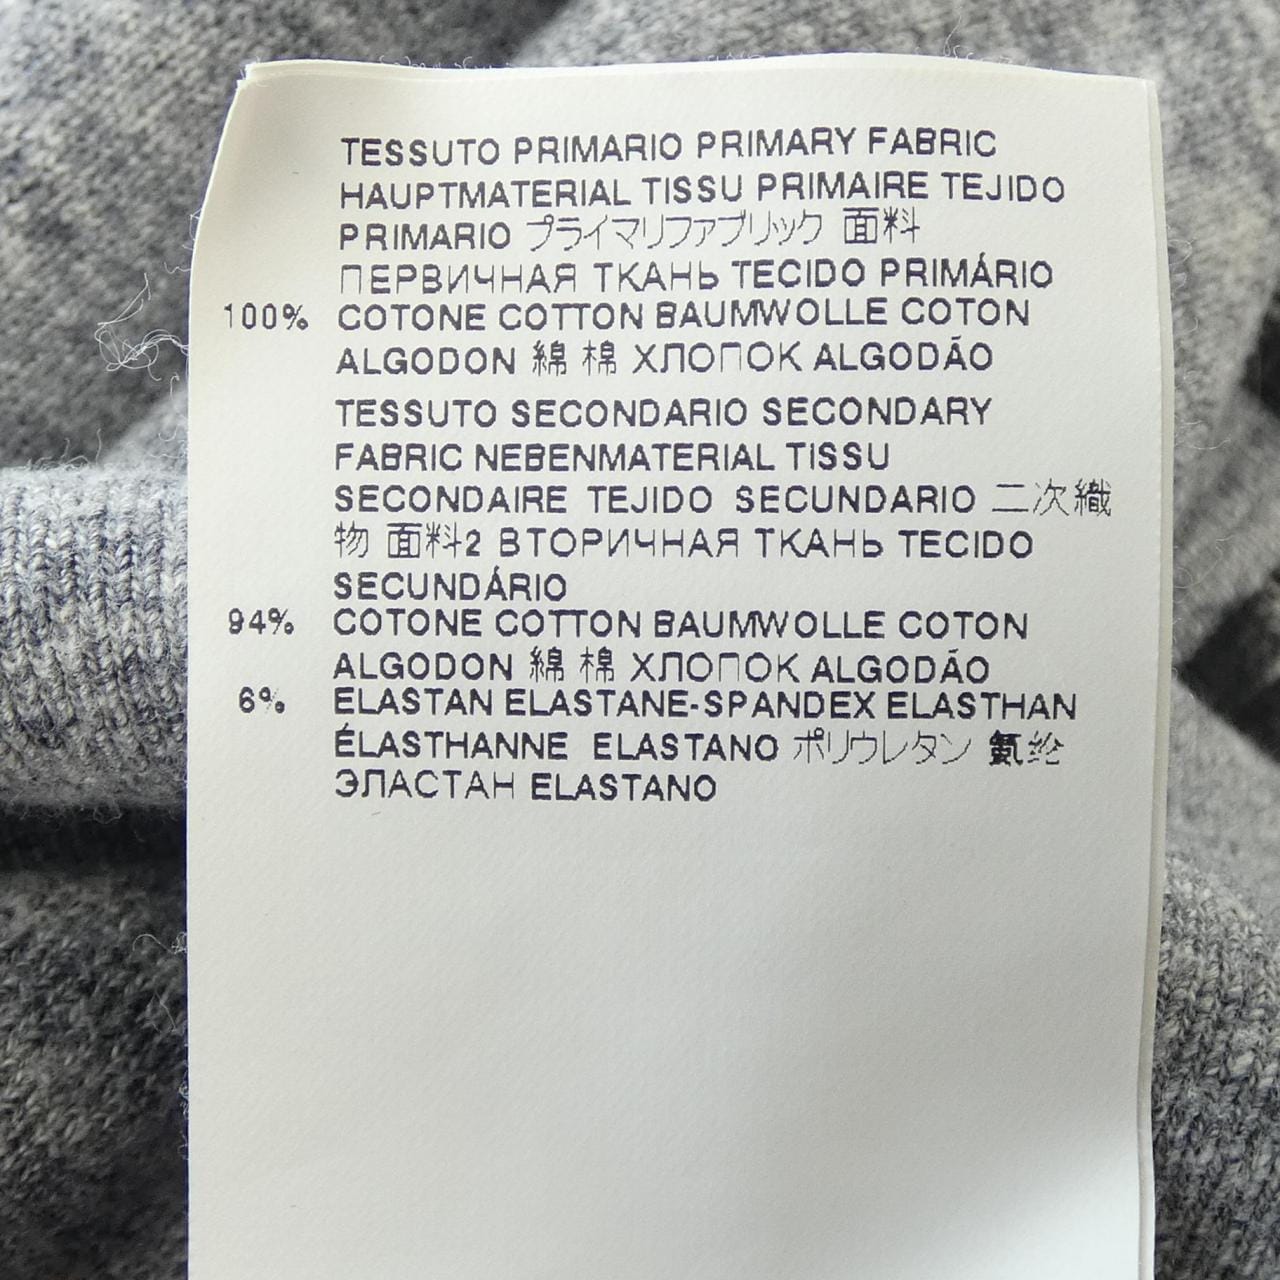 TESSUTO PRIMARIO PRIMARY FABRIC
HAUPTMATERIAL TISSU PRIMAIRE TEJIDO
PRIMARIO プライマリファブリック 面料
ПЕРВИЧНАЯ ТКАНЬ TECIDO PRIMÁRIO
100% COTONE COTTON BAUMWOLLE COTON
ALGODON 綿 棉 ХЛОПОК ALGODÃO
TESSUTO SECONDARIO SECONDARY
FABRIC NEBENMATERIAL TISSU
SECONDAIRE TEJIDO SECUNDARIO 二次織
物 面料2 ВТОРИЧНАЯ ТКАНЬ TECIDO
SECUNDÁRIO
94% COTONE COTTON BAUMWOLLE COTON
ALGODON 綿 棉 ХЛОПОК ALGODÃO
6% ELASTAN ELASTANE-SPANDEX ELASTHAN
ÉLASTHANNE ELASTANO ポリウレタン 氨纶
ЭЛАСТАН ELASTANO